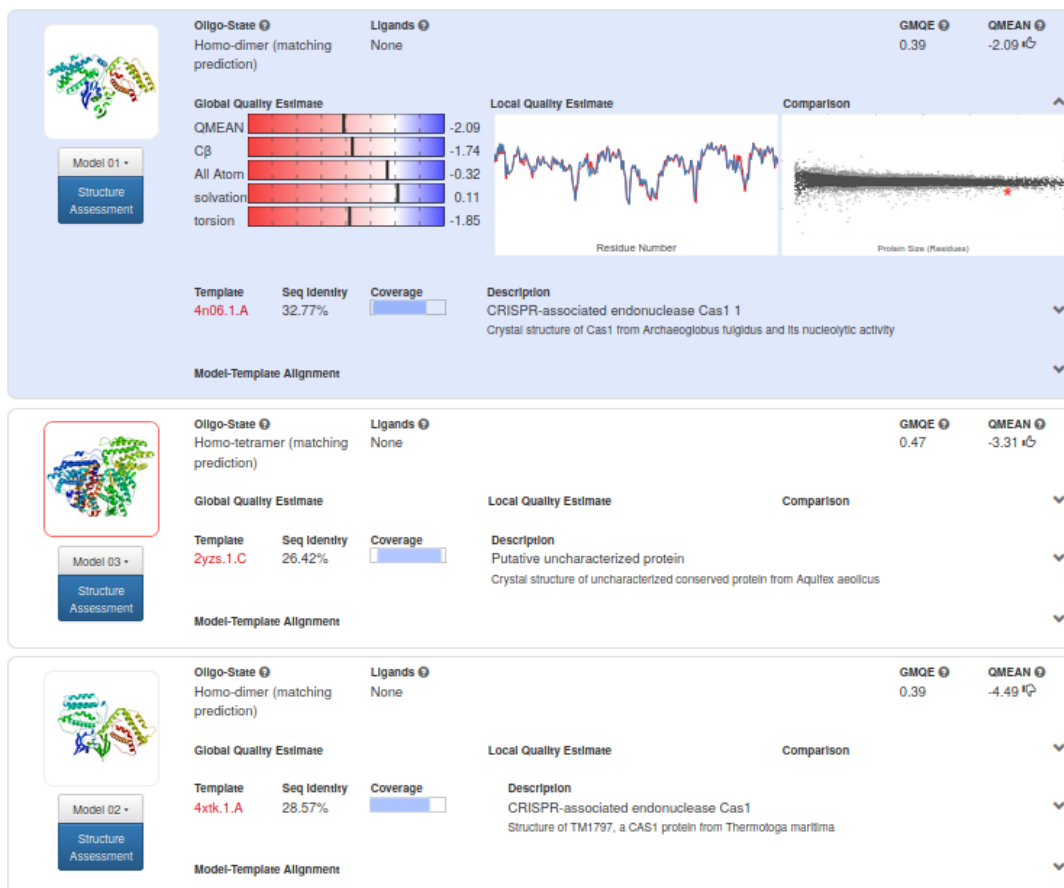 Oligo-State Ligands GMQE QMEAN
Homo-dimer (matching None 0.39 -2.09
prediction)
Global Quality Estimate Local Quality Estimate Comparison
QMEAN -2.09
Cβ -1.74
All Atom -0.32
solvation 0.11
torsion -1.85
Residue Number Protein Size (Residues)
Model 01
Structure
Assessment
Template Seq Identity Coverage Description
4n06.1.A 32.77% CRISPR-associated endonuclease Cas1 1
Crystal structure of Cas1 from Archaeoglobus fulgidus and its nucleolytic activity
Model-Template Alignment
Oligo-State Ligands GMQE QMEAN
Homo-tetramer (matching None 0.47 -3.31
prediction)
Global Quality Estimate Local Quality Estimate Comparison
Template Seq Identity Coverage Description
2yzs.1.C 26.42% Putative uncharacterized protein
Crystal structure of uncharacterized conserved protein from Aquifex aeolicus
Model 03
Structure
Assessment
Model-Template Alignment
Oligo-State Ligands GMQE QMEAN
Homo-dimer (matching None 0.39 -4.49
prediction)
Global Quality Estimate Local Quality Estimate Comparison
Template Seq Identity Coverage Description
4xtk.1.A 28.57% CRISPR-associated endonuclease Cas1
Structure of TM1797, a CAS1 protein from Thermotoga maritima
Model 02
Structure
Assessment
Model-Template Alignment